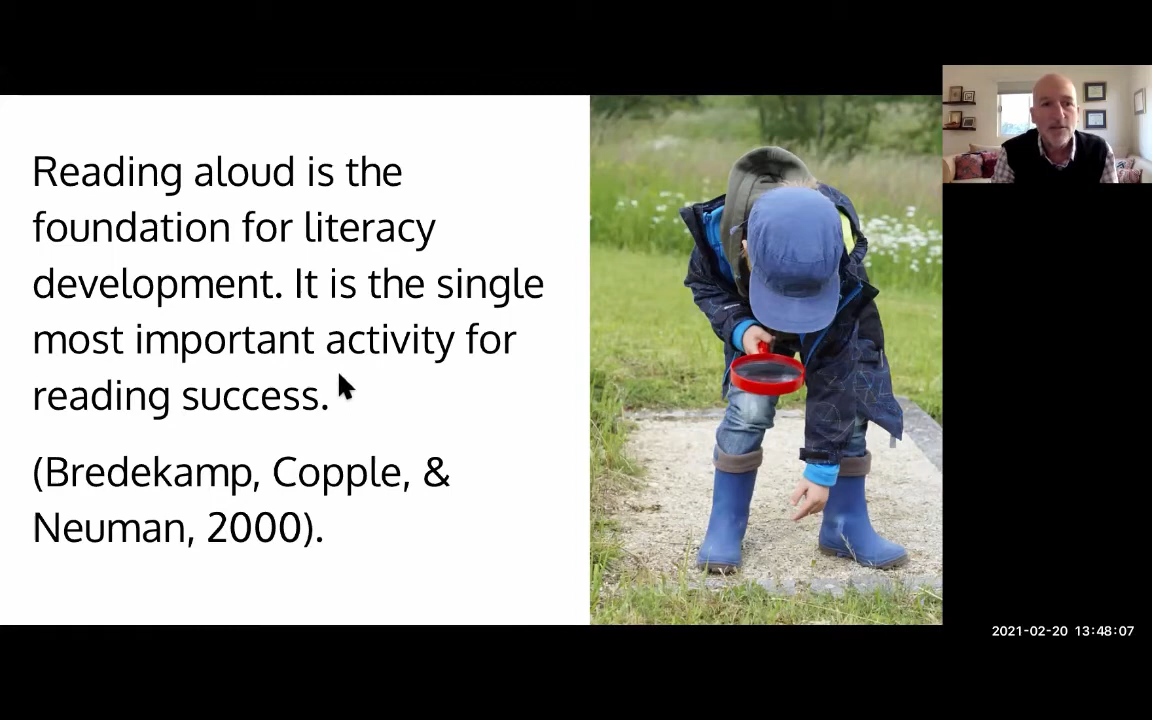 Reading aloud is the
foundation for literacy
development. It is the single
most important activity for
reading success.
(Bredekamp, Copple, &
Neuman, 2000).
2021-02-20 13:48:07